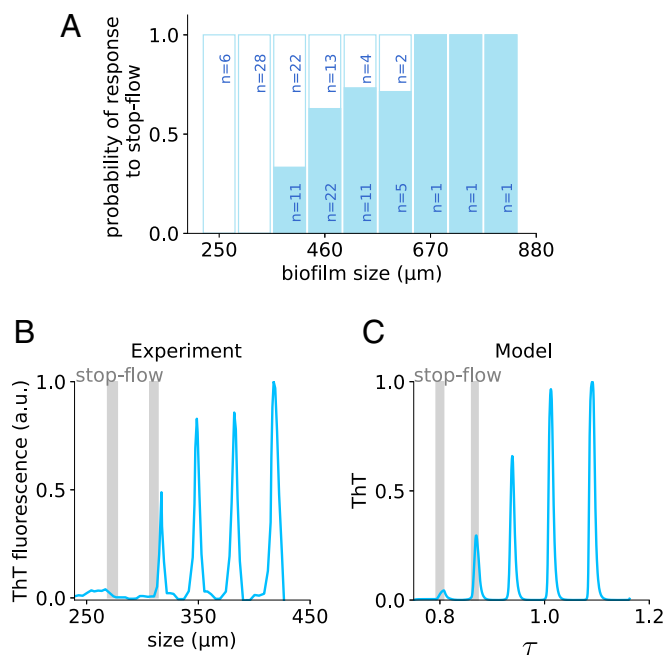 A
probability of response
to stop-flow
1.0
0.5
0.0
n=6
n=28
n=22
n=13
n=4
n=2
n=11
n=22
n=11
n=5
n=1
n=1
n=1
250
460
670
880
biofilm size (μm)
B
Experiment
stop-flow
ThT fluorescence (a.u.)
1.0
0.5
0.0
250
350
450
size (μm)
C
Model
stop-flow
ThT
1.0
0.5
0.0
0.8
1.0
1.2
τ